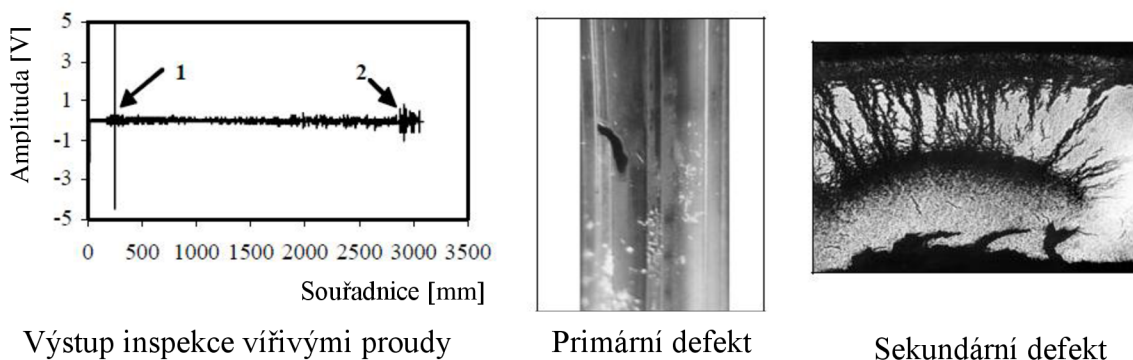 Amplituda [V]
5
3
1
-1
-3
-5
1
2
0 500 1000 1500 2000 2500 3000 3500
Souřadnice [mm]
Výstup inspekce vířivými proudy
Primární defekt
Sekundární defekt